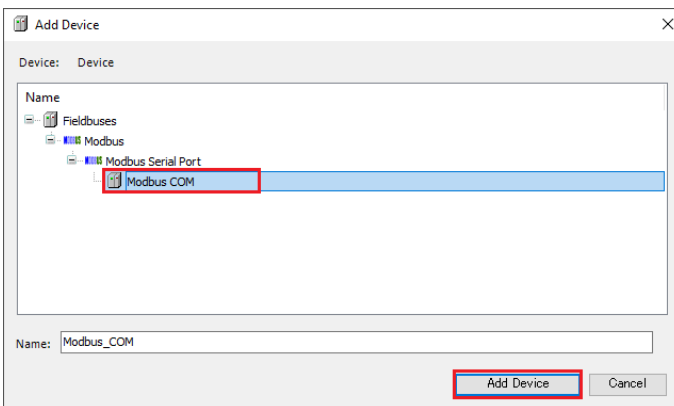 Add Device
Device: Device
Name
Fieldbuses
Modbus
Modbus Serial Port
Modbus COM
Name: Modbus_COM
Add Device Cancel